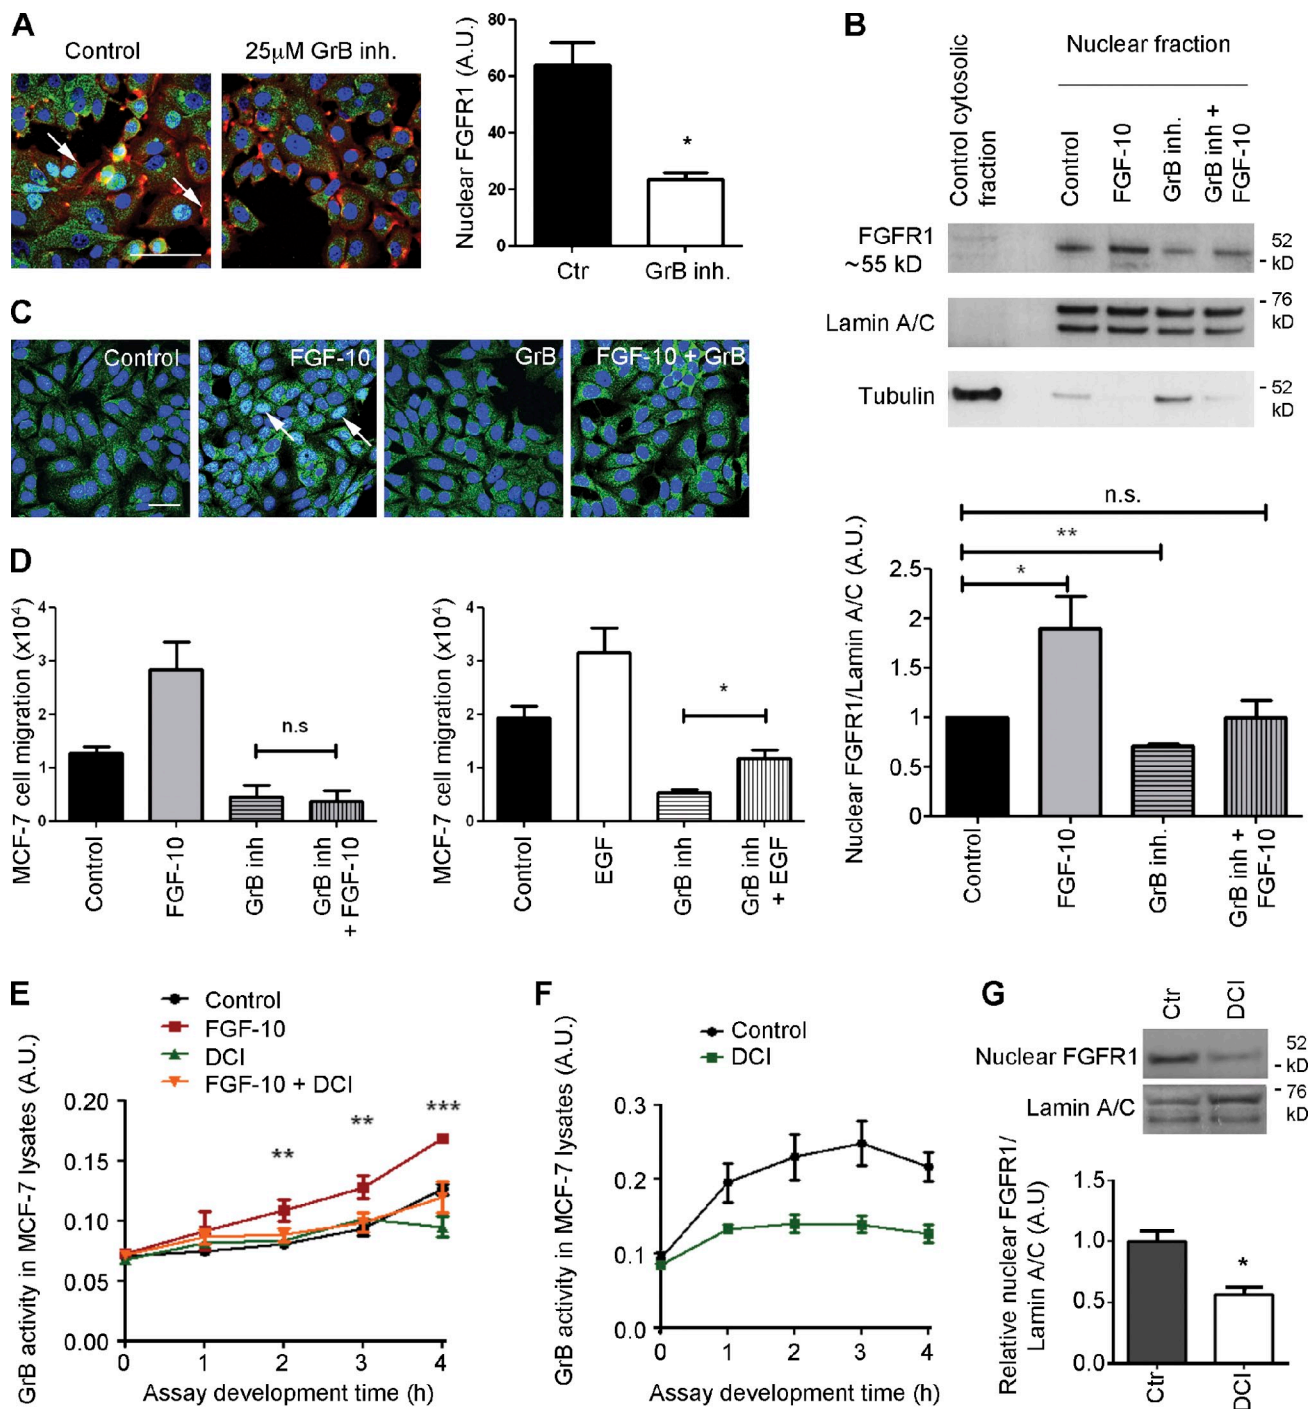 A
Control
25µM GrB inh.
Nuclear FGFR1 (A.U.)
80
60
40
20
0
*
Ctr
GrB inh.
B
Control cytosolic
fraction
Nuclear fraction
Control
FGF-10
GrB inh.
GrB inh +
FGF-10
FGFR1
~55 kD
52
- kD
Lamin A/C
- 76
kD
Tubulin
- 52
kD
Nuclear FGFR1/Lamin A/C (A.U.)
n.s.
**
*
2.5
2
1.5
1
0.5
0
Control
FGF-10
GrB inh.
GrB inh +
FGF-10
C
Control
FGF-10
GrB
FGF-10 + GrB
D
MCF-7 cell migration (x10⁴)
4
3
2
1
0
n.s
Control
FGF-10
GrB inh
GrB inh
+ FGF-10
MCF-7 cell migration (x10⁴)
4
3
2
1
0
*
Control
EGF
GrB inh
GrB inh
+ EGF
E
Control
FGF-10
DCI
FGF-10 + DCI
GrB activity in MCF-7 lysates (A.U.)
0.20
0.15
0.10
0.05
0.00
**
**
***
0
1
2
3
4
Assay development time (h)
F
Control
DCI
GrB activity in MCF-7 lysates (A.U.)
0.3
0.2
0.1
0.0
0
1
2
3
4
Assay development time (h)
G
Ctr
DCI
Nuclear FGFR1
52
- kD
Lamin A/C
- 76
kD
Relative nuclear FGFR1/
Lamin A/C (A.U)
1.5
1.0
0.5
0.0
*
Ctr
DCI